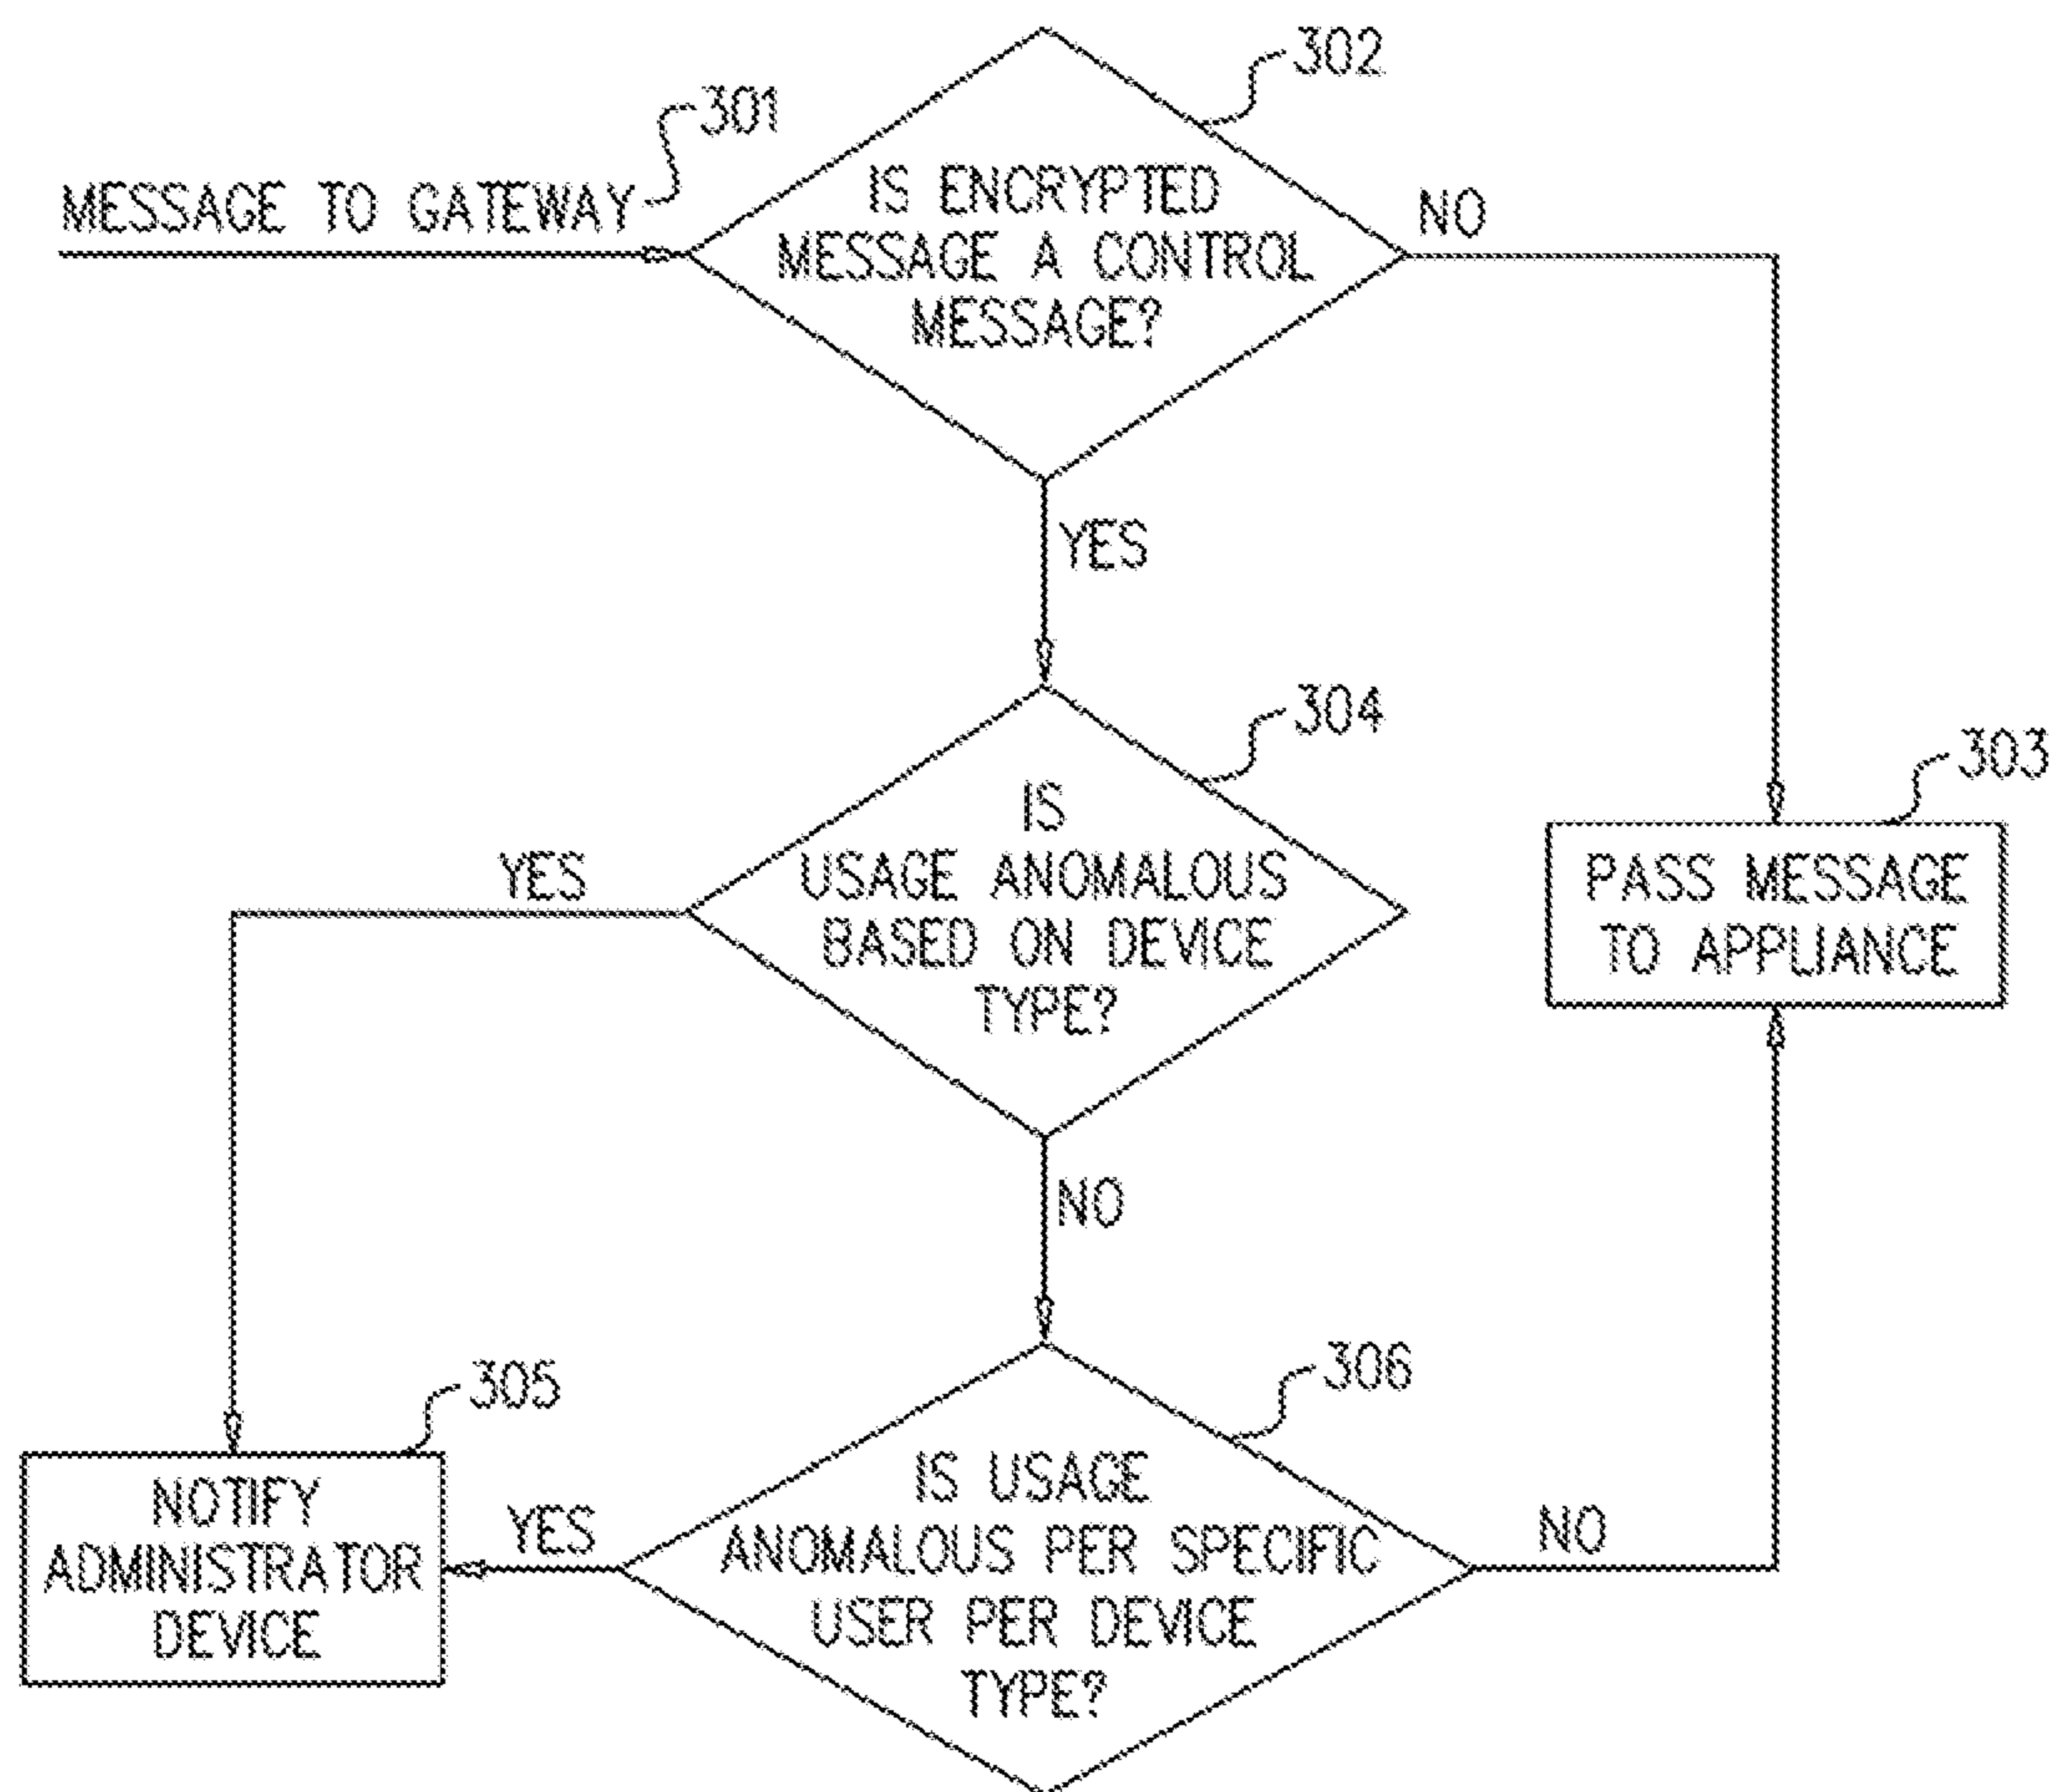 302
301
MESSAGE TO GATEWAY
IS ENCRYPTED
MESSAGE A CONTROL
MESSAGE?
NO
YES
304
IS
USAGE ANOMALOUS
BASED ON DEVICE
TYPE?
YES
303
PASS MESSAGE
TO APPLIANCE
NO
305
NOTIFY
ADMINISTRATOR
DEVICE
306
IS USAGE
ANOMALOUS PER SPECIFIC
USER PER DEVICE
TYPE?
YES
NO